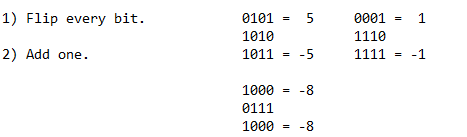 1) Flip every bit. 0101 = 5 0001 = 1
1010 1110
2) Add one. 1011 = -5 1111 = -1
1000 = -8
0111
1000 = -8